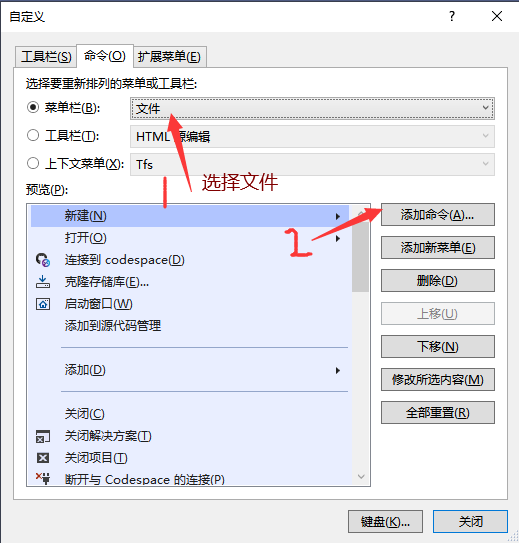 自定义
? ×
工具栏(S) 命令(O) 扩展菜单(E)
选择要重新排列的菜单或工具栏:
菜单栏(B): 文件
工具栏(T): HTML 源编辑
上下文菜单(X): Tfs
1 选择文件
预览(P):
2
新建(N)
添加命令(A)...
打开(O)
连接到 codespace(D)
添加新菜单(E)
克隆存储库(E)...
删除(D)
启动窗口(W)
添加到源代码管理
上移(U)
下移(N)
添加(D)
修改所选内容(M)
关闭(C)
全部重置(R)
关闭解决方案(T)
关闭项目(T)
断开与 Codespace 的连接(P)
键盘(K)... 关闭